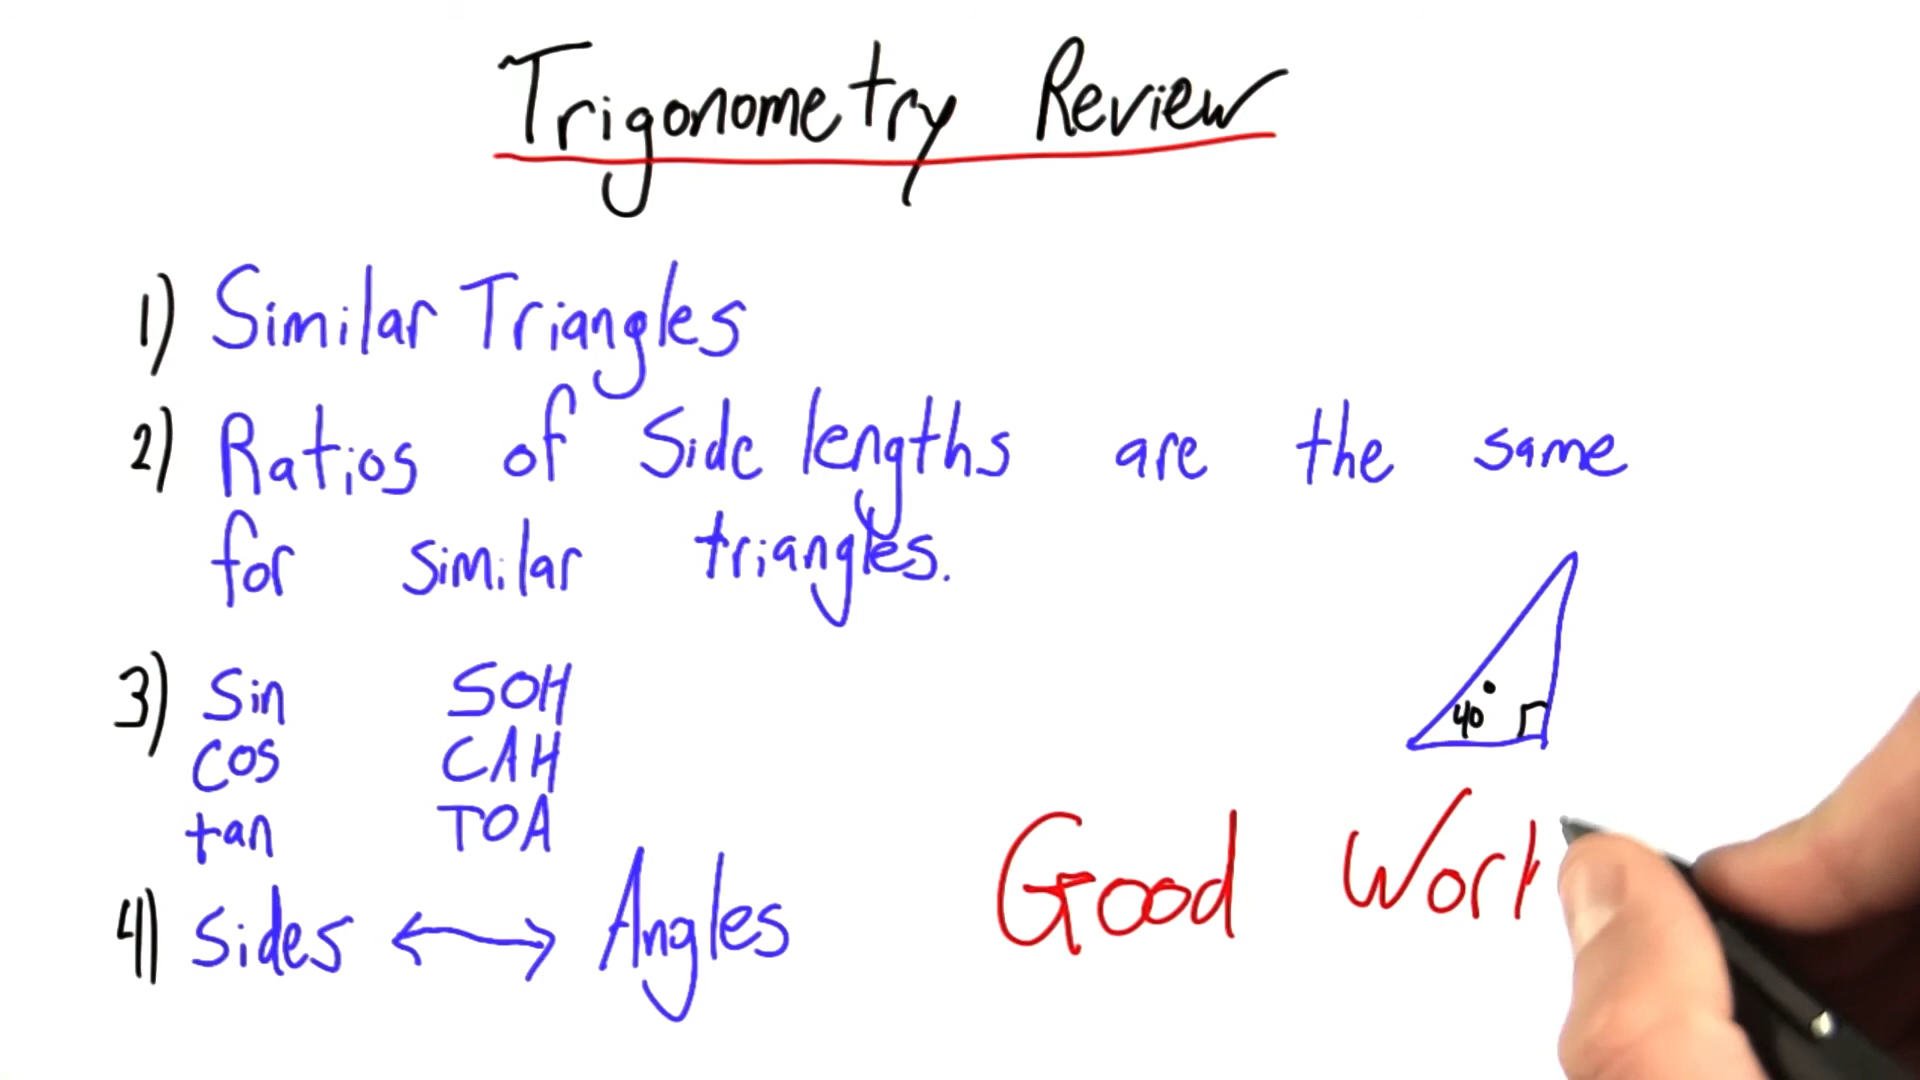 Trigonometry Review
1) Similar Triangles
2) Ratios of Side lengths are the same
for similar triangles.
3) Sin SOH
cos CAH
tan TOA
4) Sides <-> Angles
40°
Good Work